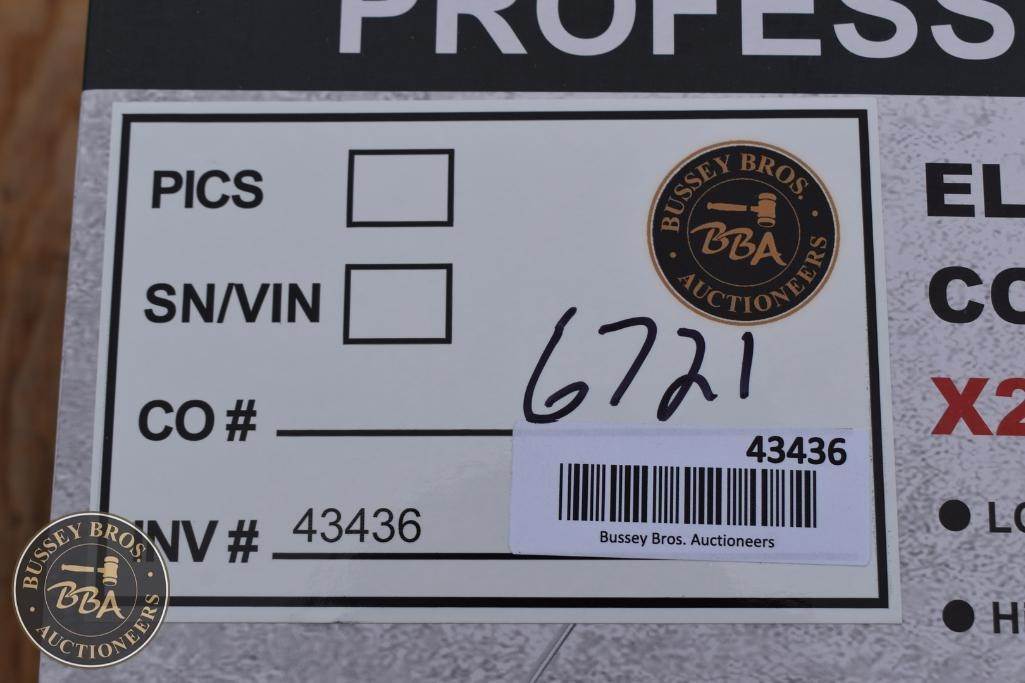 PROFESS
PICS
SN/VIN
BUSSEY BROS.
BBA
AUCTIONEERS
EL
CO
X2
6721
CO #
43436
Bussey Bros. Auctioneers
INV # 43436
LO
H
BUSSEY BROS.
BBA
AUCTIONEERS